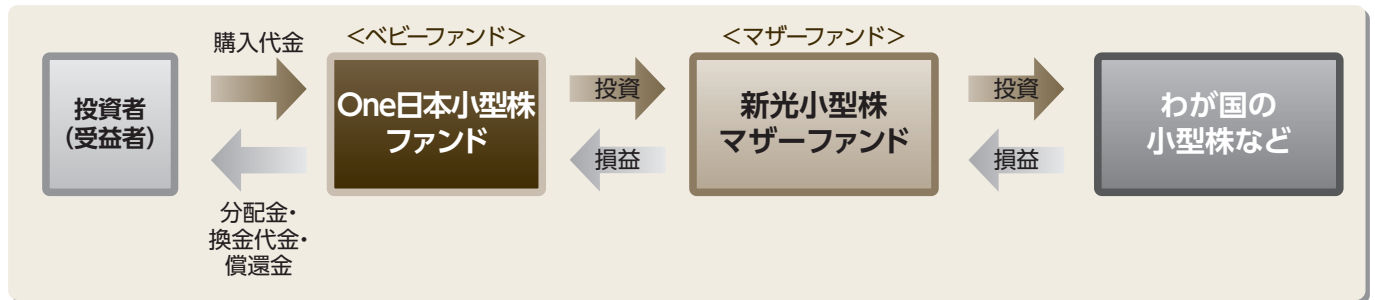 投資者
(受益者)
購入代金
分配金・
換金代金・
償還金
<ベビーファンド>
One日本小型株
ファンド
投資
損益
<マザーファンド>
新光小型株
マザーファンド
投資
損益
わが国の
小型株など